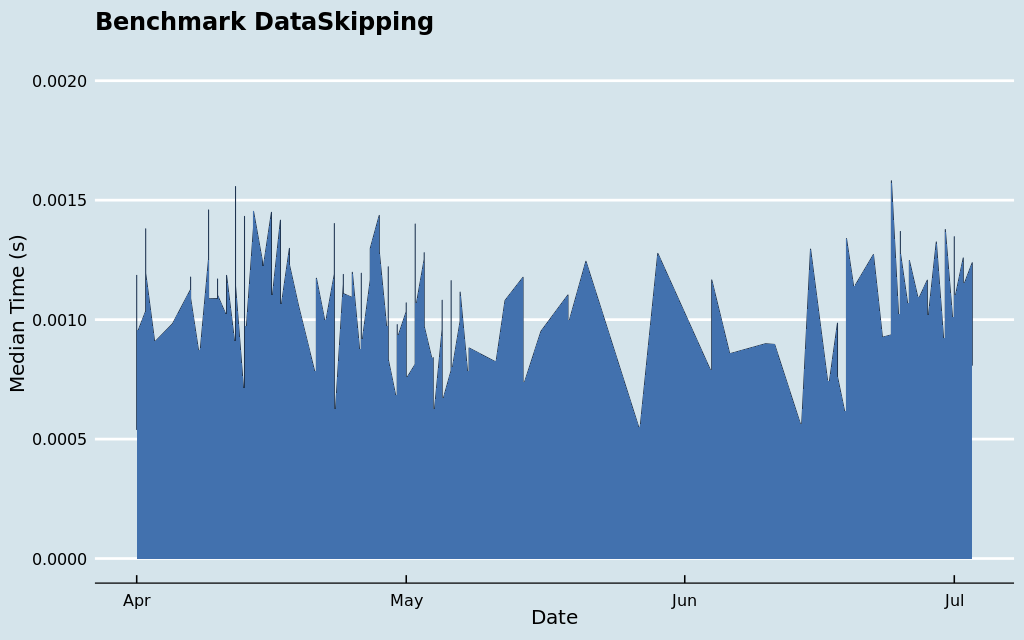 Benchmark DataSkipping
Median Time (s)
0.0020
0.0015
0.0010
0.0005
0.0000
Apr
May
Jun
Jul
Date